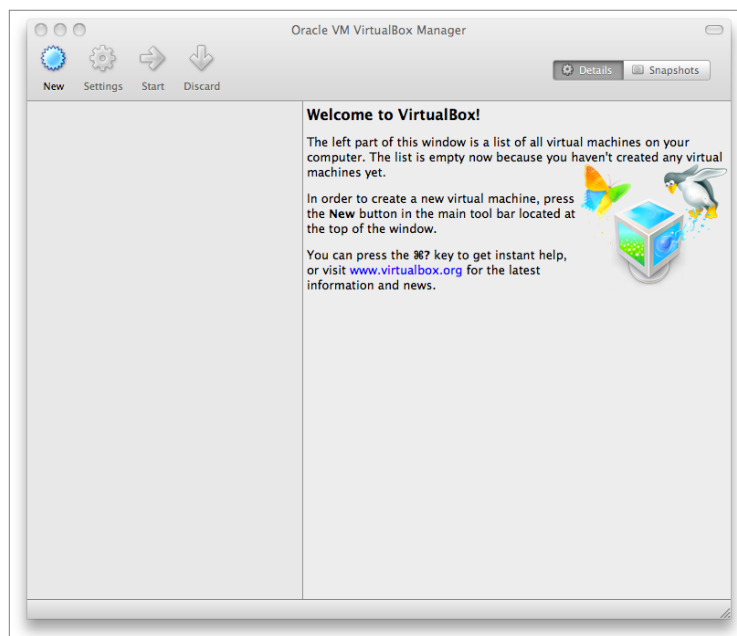 Oracle VM VirtualBox Manager
New Settings Start Discard
Details Snapshots
Welcome to VirtualBox!
The left part of this window is a list of all virtual machines on your
computer. The list is empty now because you haven't created any virtual
machines yet.
In order to create a new virtual machine, press
the New button in the main tool bar located at
the top of the window.
You can press the ⌘? key to get instant help,
or visit www.virtualbox.org for the latest
information and news.